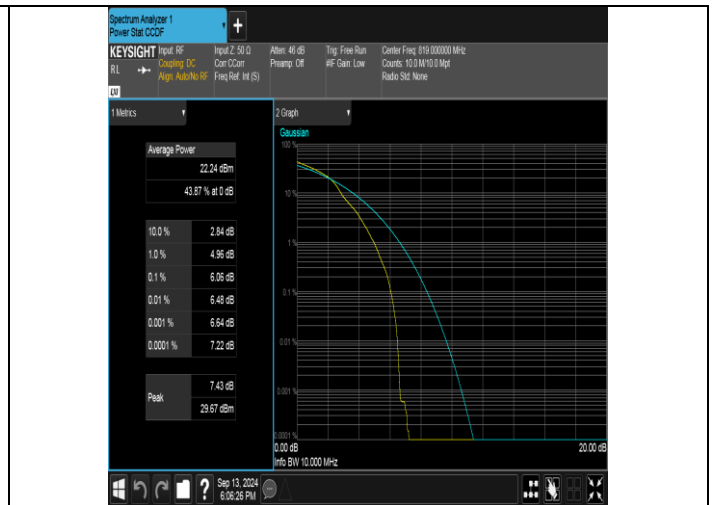 Spectrum Analyzer 1
Power Stat CCDF
+
KEYSIGHT Input: RF Input Z: 50 Ω Atten: 46 dB Trig: Free Run Center Freq: 819.000000 MHz
RL Coupling: DC Corr CCorr Preamp: Off #IF Gain: Low Counts: 10.0 M/10.0 Mpt
Align: Auto/No RF Freq Ref: Int (S) Radio Std: None
LXI
1 Metrics
Average Power
22.24 dBm
43.87 % at 0 dB
10.0 % 2.84 dB
1.0 % 4.96 dB
0.1 % 6.06 dB
0.01 % 6.48 dB
0.001 % 6.64 dB
0.0001 % 7.22 dB
Peak 7.43 dB
29.67 dBm
2 Graph
Gaussian
100 %
10 %
1 %
0.1 %
0.01 %
0.001 %
0.0001 %
0.00 dB 20.00 dB
Info BW 10.000 MHz
? Sep 13, 2024
6:06:26 PM